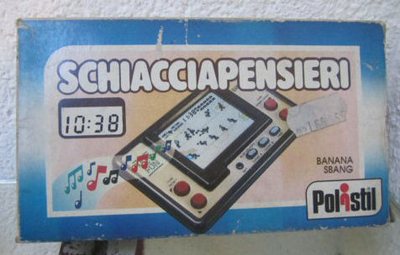 SCHIACCIAPENSIERI
10:38
BANANA
SBANG
Polistil